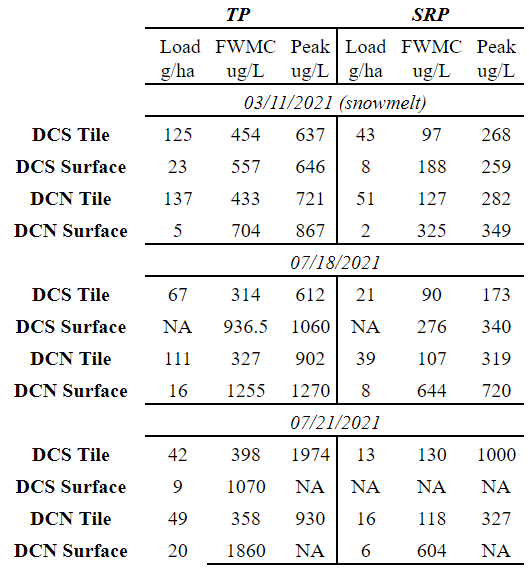 TP SRP
Load FWMC Peak Load FWMC Peak
g/ha ug/L ug/L g/ha ug/L ug/L
03/11/2021 (snowmelt)
DCS Tile 125 454 637 43 97 268
DCS Surface 23 557 646 8 188 259
DCN Tile 137 433 721 51 127 282
DCN Surface 5 704 867 2 325 349
07/18/2021
DCS Tile 67 314 612 21 90 173
DCS Surface NA 936.5 1060 NA 276 340
DCN Tile 111 327 902 39 107 319
DCN Surface 16 1255 1270 8 644 720
07/21/2021
DCS Tile 42 398 1974 13 130 1000
DCS Surface 9 1070 NA NA NA NA
DCN Tile 49 358 930 16 118 327
DCN Surface 20 1860 NA 6 604 NA